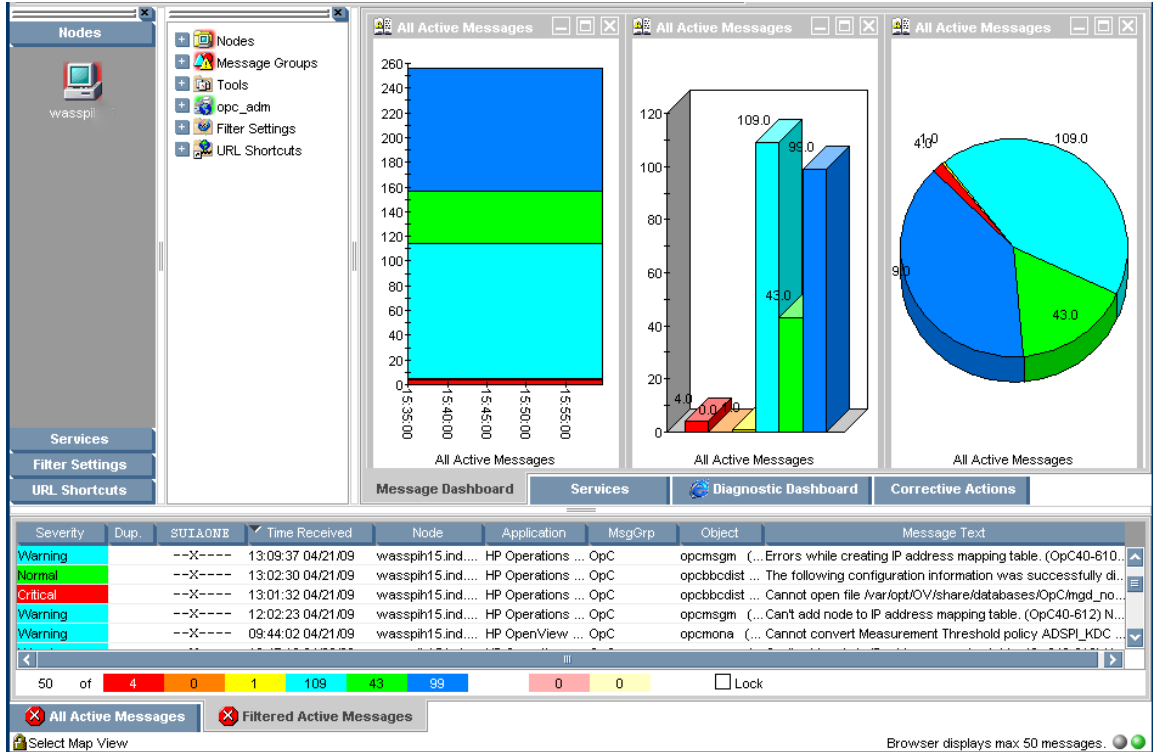 Nodes
wasspi
Services
Filter Settings
URL Shortcuts
Nodes
Message Groups
Tools
opc_adm
Filter Settings
URL Shortcuts
All Active Messages
260
240
220
200
180
160
140
120
100
80
60
40
20
0
15:35:00
15:40:00
15:45:00
15:50:00
15:55:00
All Active Messages
All Active Messages
120
100
80
60
40
20
0
4.0
0.0
1.0
109.0
43.0
99.0
All Active Messages
All Active Messages
4.0
109.0
9.0
43.0
All Active Messages
Message Dashboard
Services
Diagnostic Dashboard
Corrective Actions
Severity Dup. SUIAONE Time Received Node Application MsgGrp Object Message Text
Warning --X---- 13:09:37 04/21/09 wasspih15.ind.... HP Operations ... OpC opcmsgm (... Errors while creating IP address mapping table. (OpC40-610...
Normal --X---- 13:02:30 04/21/09 wasspih15.ind.... HP Operations ... OpC opcbbcdist ... The following configuration information was successfully di...
Critical --X---- 13:01:32 04/21/09 wasspih15.ind.... HP Operations ... OpC opcbbcdist ... Cannot open file /var/opt/OV/share/databases/OpC/mgd_no...
Warning --X---- 12:02:23 04/21/09 wasspih15.ind.... HP Operations ... OpC opcmsgm (... Can't add node to IP address mapping table. (OpC40-612) N...
Warning --X---- 09:44:02 04/21/09 wasspih15.ind.... HP OpenView ... OpC opcmona (... Cannot convert Measurement Threshold policy ADSPI_KDC ...
50 of 4 0 1 109 43 99 0 0 Lock
All Active Messages
Filtered Active Messages
Select Map View
Browser displays max 50 messages.